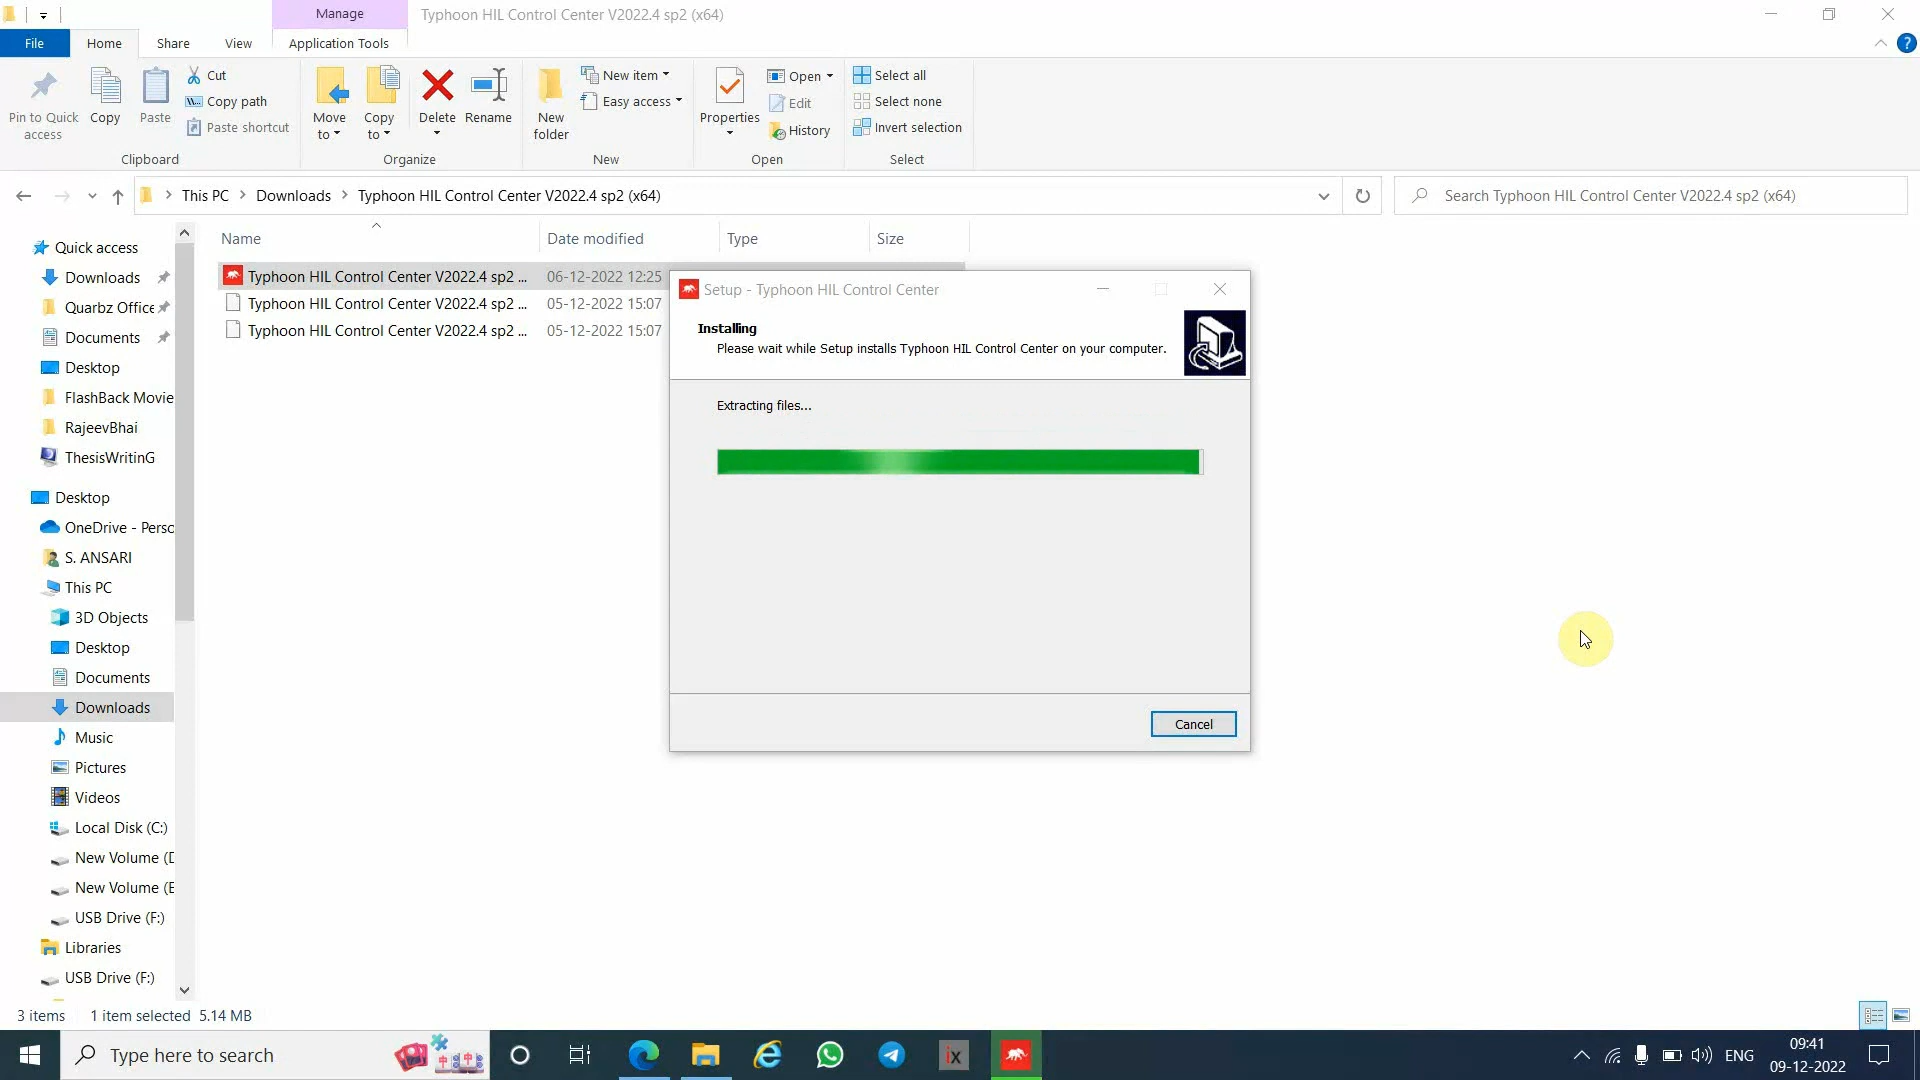 Manage
Typhoon HIL Control Center V2022.4 sp2 (x64)
File
Home
Share
View
Application Tools
Pin to Quick access
Copy
Paste
Cut
Copy path
Paste shortcut
Clipboard
Move to
Copy to
Delete
Rename
Organize
New folder
New item
Easy access
New
Properties
Open
Edit
History
Open
Select all
Select none
Invert selection
Select
This PC > Downloads > Typhoon HIL Control Center V2022.4 sp2 (x64)
Search Typhoon HIL Control Center V2022.4 sp2 (x64)
Name
Date modified
Type
Size
Typhoon HIL Control Center V2022.4 sp2 ... 06-12-2022 12:25
Typhoon HIL Control Center V2022.4 sp2 ... 05-12-2022 15:07
Typhoon HIL Control Center V2022.4 sp2 ... 05-12-2022 15:07
Quick access
Downloads
Quarbz Office
Documents
Desktop
FlashBack Movie
RajeevBhai
ThesisWritinG
Desktop
OneDrive - Perso
S. ANSARI
This PC
3D Objects
Desktop
Documents
Downloads
Music
Pictures
Videos
Local Disk (C:)
New Volume (D
New Volume (E
USB Drive (F:)
Libraries
USB Drive (F:)
Setup - Typhoon HIL Control Center
Installing
Please wait while Setup installs Typhoon HIL Control Center on your computer.
Extracting files...
Cancel
3 items
1 item selected 5.14 MB
Type here to search
ix
ENG
09:41
09-12-2022